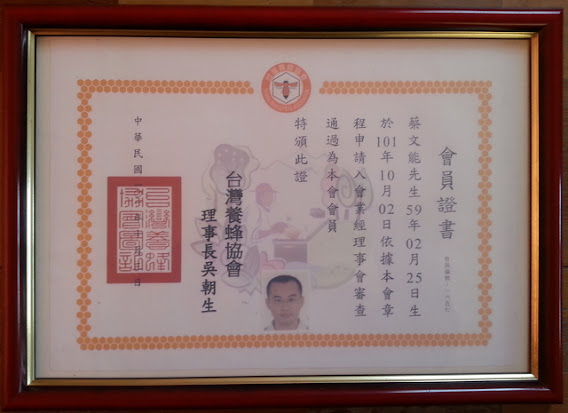 會員證書
蔡文能先生59年02月25日生
於101年10月02日依據本會章
程申請入會業經理事會審查
通過為本會會員
特頒此證
台灣養蜂協會
理事長吳朝生
中華民國